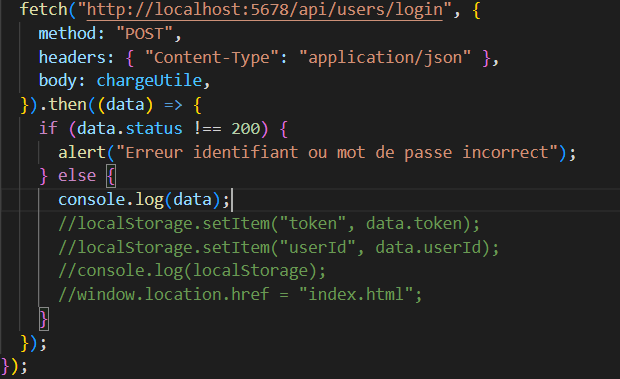 fetch("http://localhost:5678/api/users/login", {
method: "POST",
headers: { "Content-Type": "application/json" },
body: chargeUtile,
}).then((data) => {
if (data.status !== 200) {
alert("Erreur identifiant ou mot de passe incorrect");
} else {
console.log(data);
//localStorage.setItem("token", data.token);
//localStorage.setItem("userId", data.userId);
//console.log(localStorage);
//window.location.href = "index.html";
}
});
});